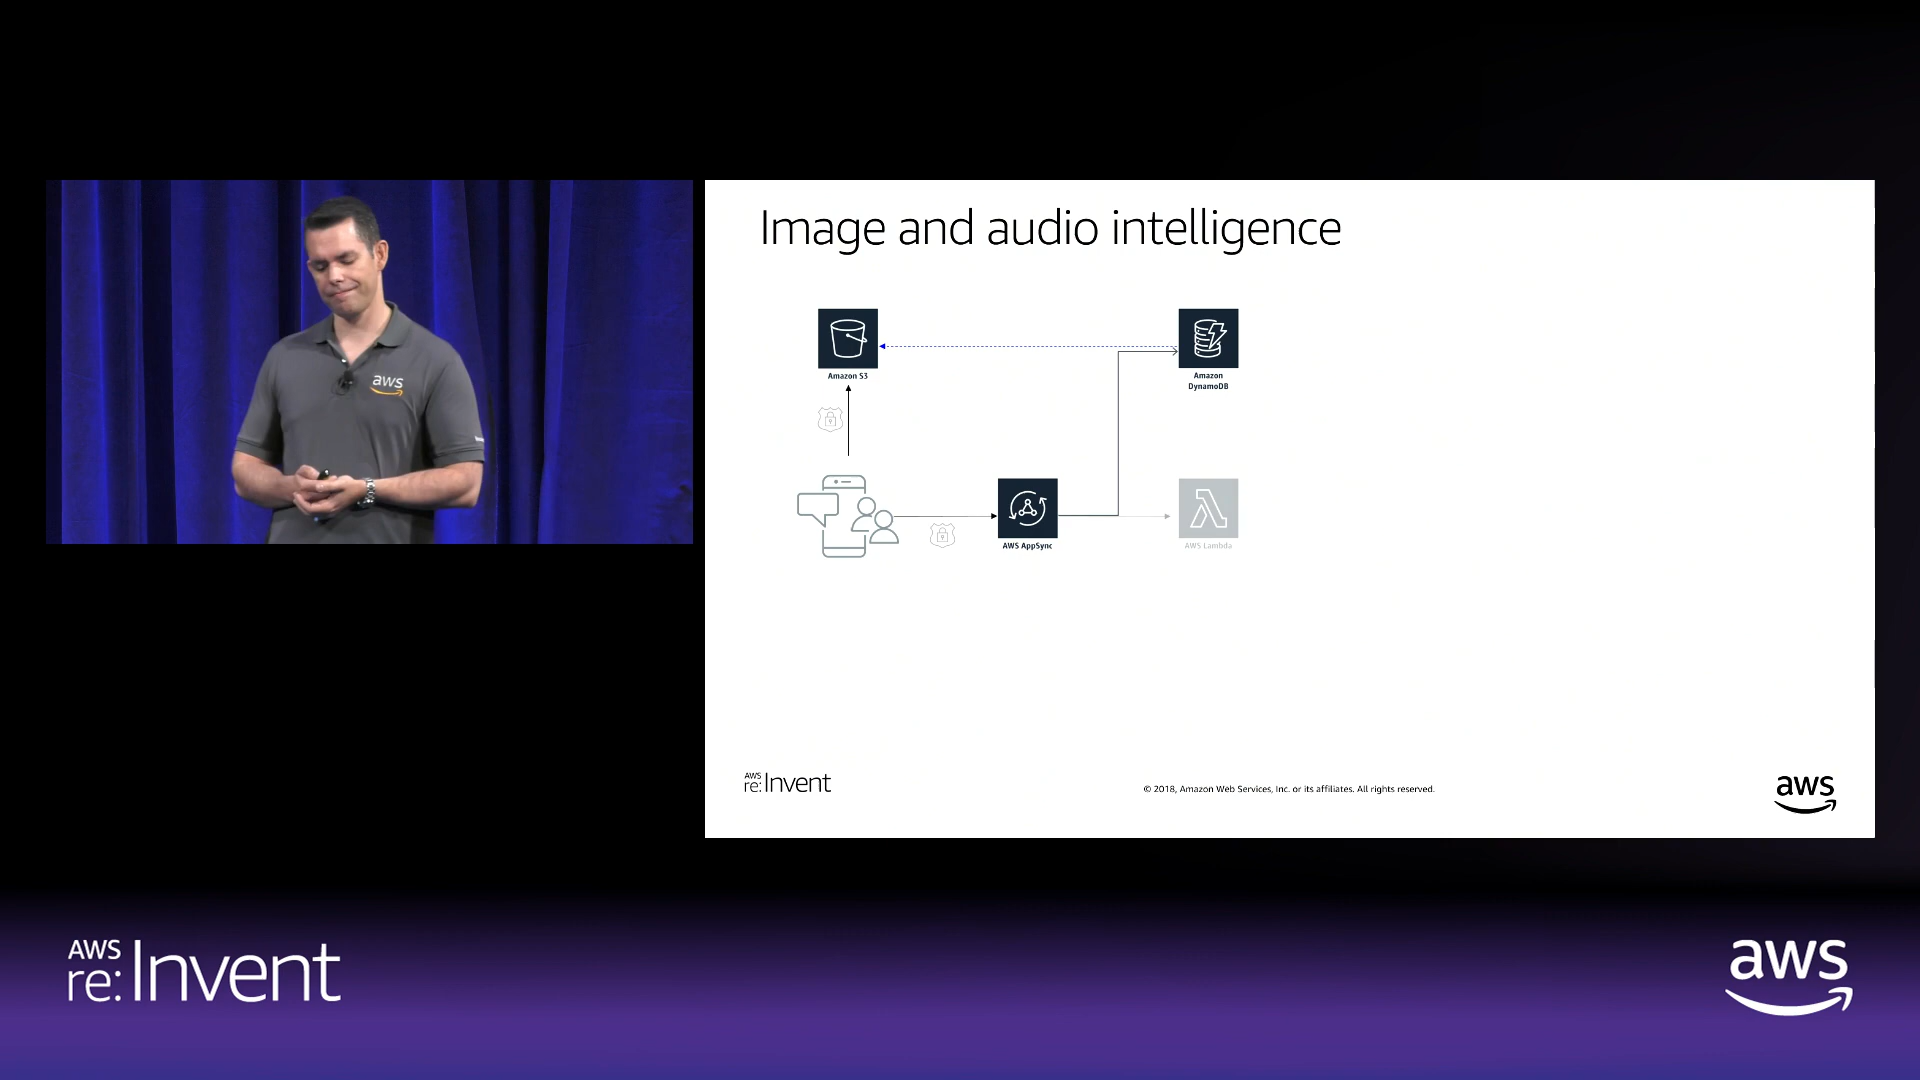 aws
Image and audio intelligence
Amazon S3
Amazon
DynamoDB
AWS AppSync
AWS Lambda
AWS
re:Invent
© 2018, Amazon Web Services, Inc. or its affiliates. All rights reserved.
aws
AWS
re:Invent
aws